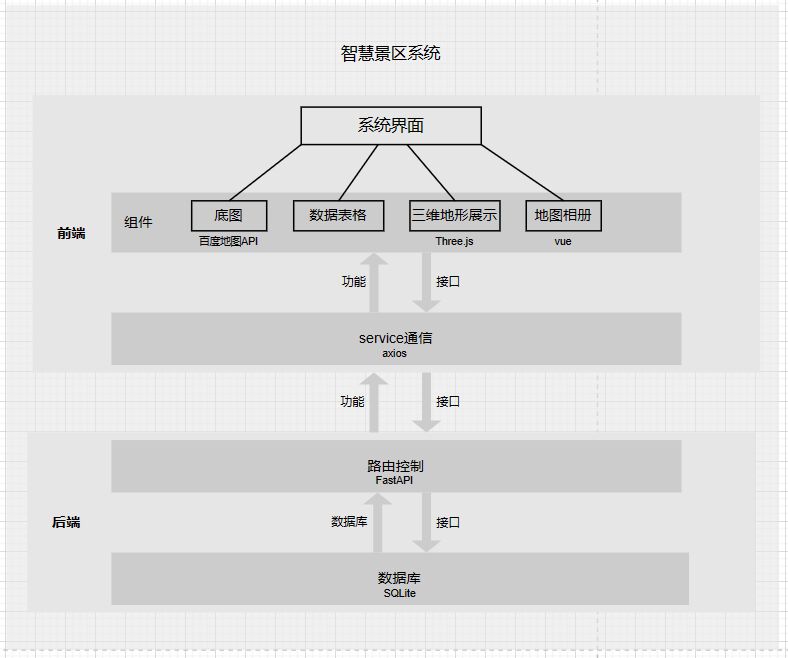 智慧景区系统
系统界面
前端
组件
底图
数据表格
三维地形展示
地图相册
百度地图API
Three.js
vue
功能
接口
service通信
axios
功能
接口
后端
路由控制
FastAPI
数据库
接口
数据库
SQLite